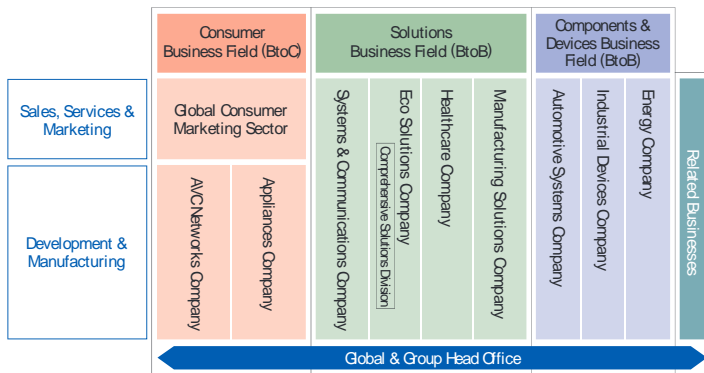 Consumer
Business Field (BtoC)
Solutions
Business Field (BtoB)
Components &
Devices Business
Field (BtoB)
Sales, Services &
Marketing
Global Consumer
Marketing Sector
Development &
Manufacturing
AVC Networks Company
Appliances Company
Systems & Communications Company
Eco Solutions Company
Comprehensive Solutions Division
Healthcare Company
Manufacturing Solutions Company
Automotive Systems Company
Industrial Devices Company
Energy Company
Related Businesses
Global & Group Head Office